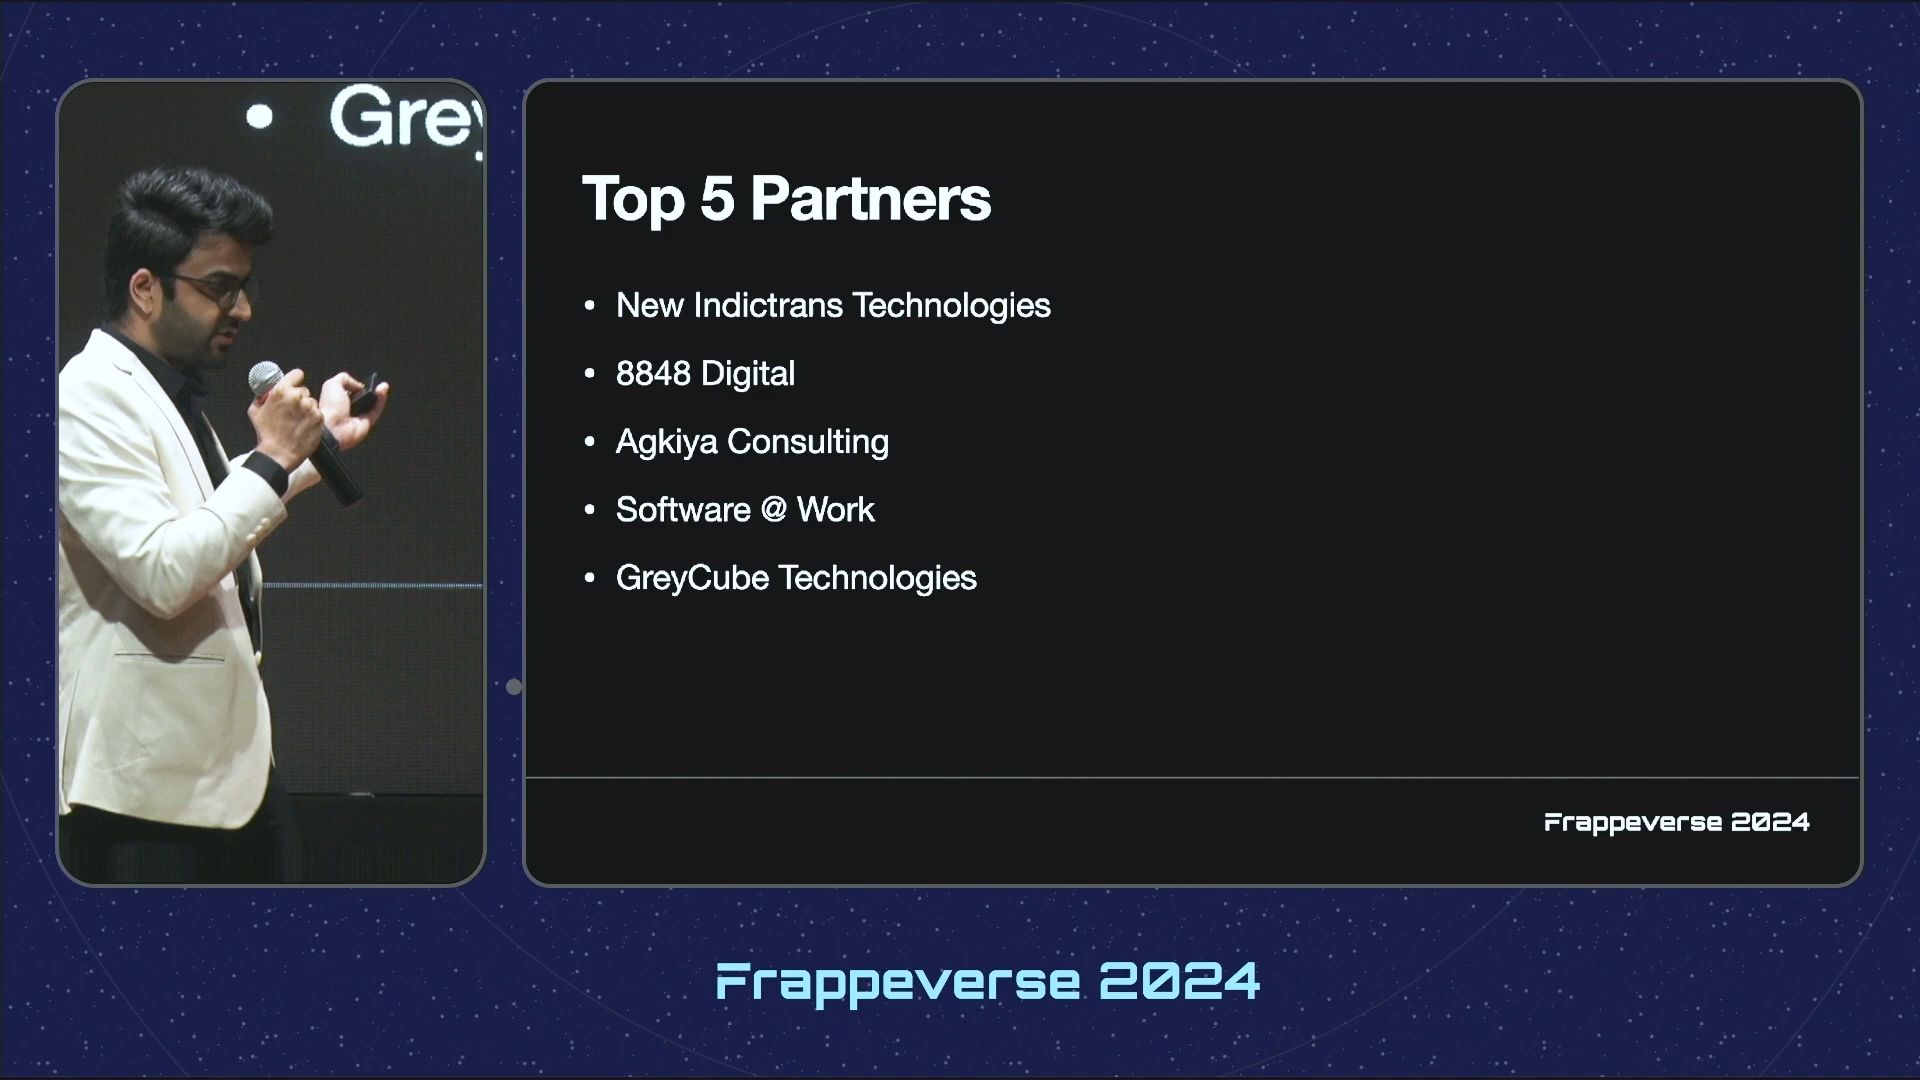 • Grey
Top 5 Partners
• New Indictrans Technologies
• 8848 Digital
• Agkiya Consulting
• Software @ Work
• GreyCube Technologies
Frappeverse 2024
Frappeverse 2024